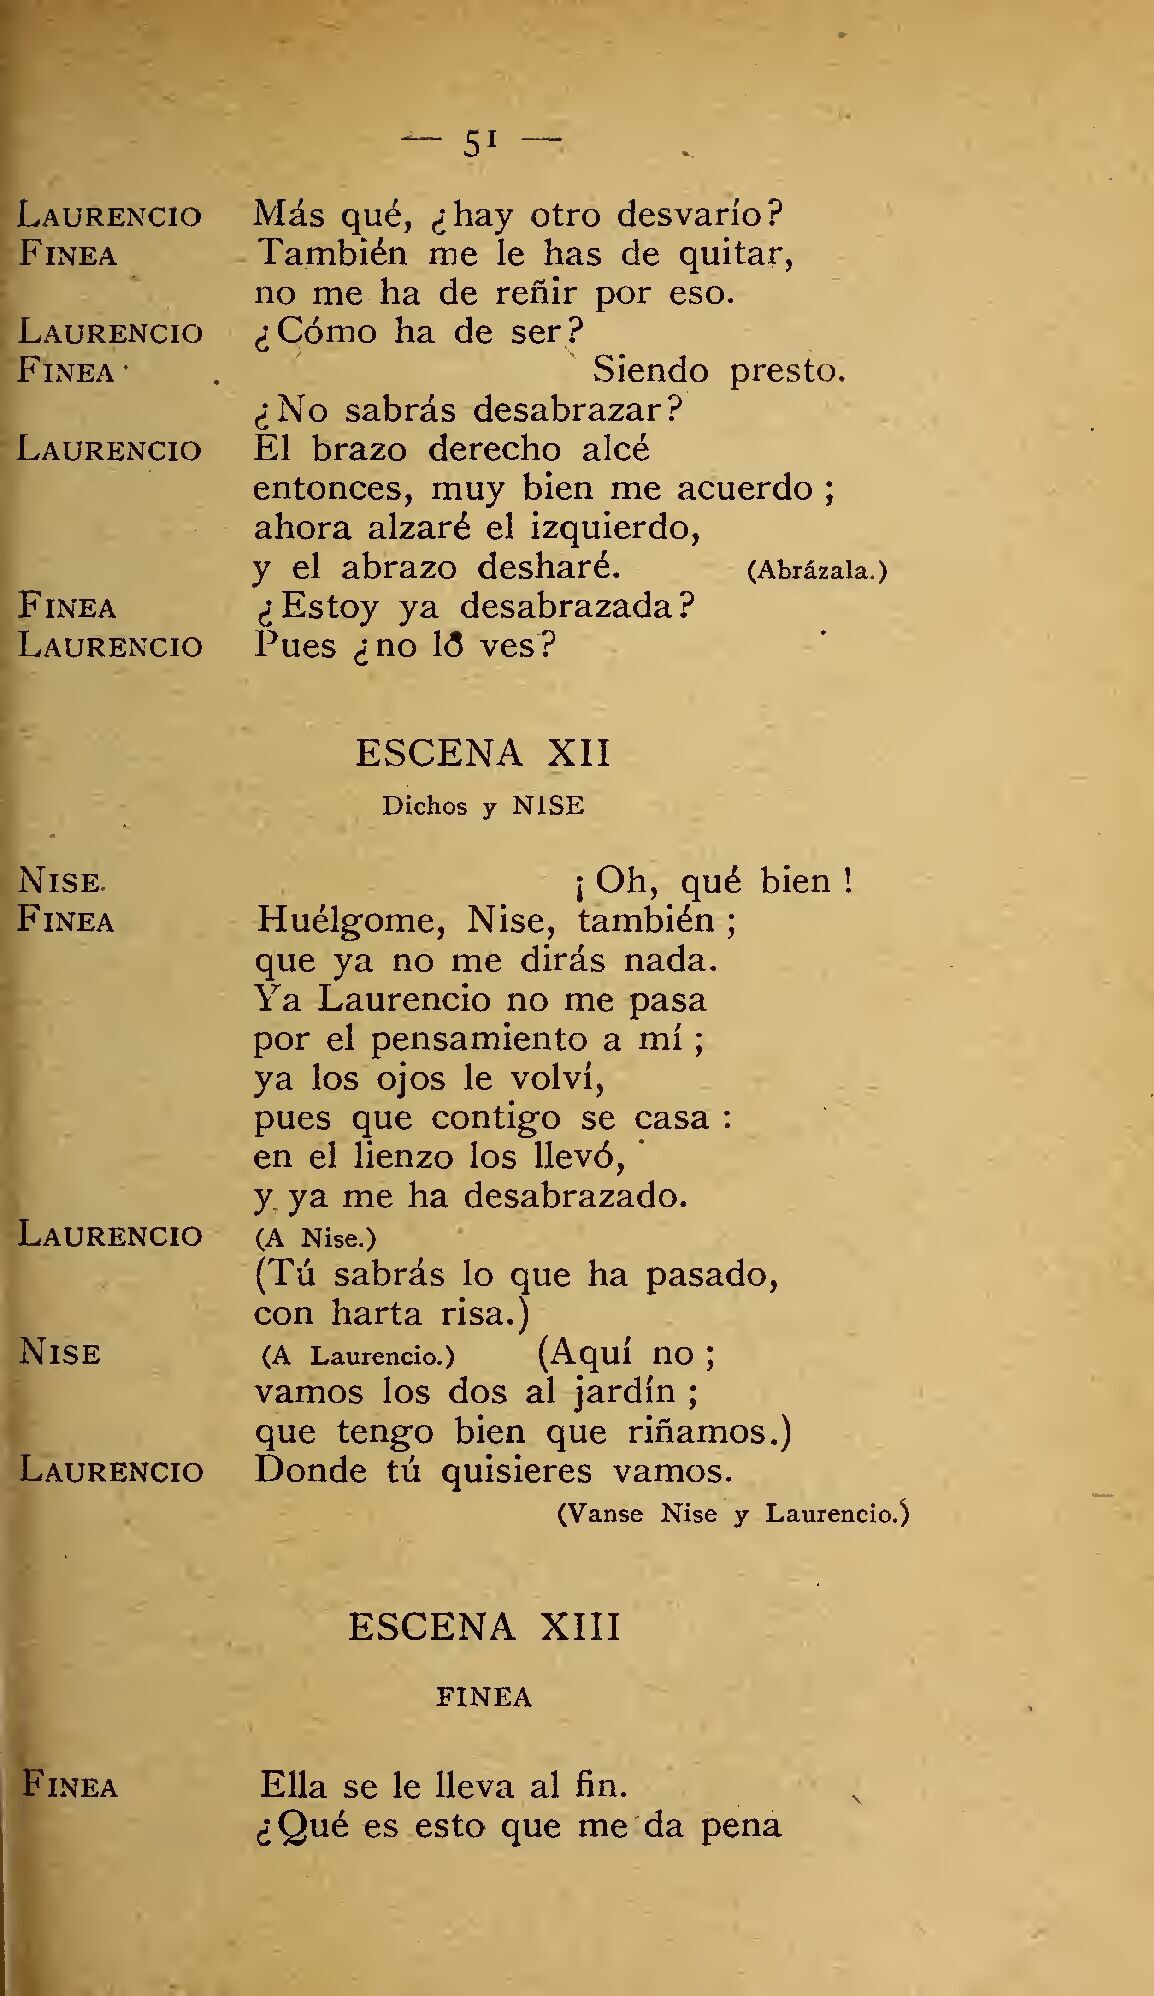 — 51 —
LAURENCIO Más qué, ¿hay otro desvarío?
FINEA También me le has de quitar,
no me ha de reñir por eso.
LAURENCIO ¿Cómo ha de ser?
FINEA Siendo presto.
¿No sabrás desabrazar?
LAURENCIO El brazo derecho alcé
entonces, muy bien me acuerdo ;
ahora alzaré el izquierdo,
y el abrazo desharé. (Abrázala.)
FINEA ¿Estoy ya desabrazada?
LAURENCIO Pues ¿no lo ves?
ESCENA XII
Dichos y NISE
NISE. ¡Oh, qué bien !
FINEA Huélgome, Nise, también ;
que ya no me dirás nada.
Ya Laurencio no me pasa
por el pensamiento a mí ;
ya los ojos le volví,
pues que contigo se casa :
en el lienzo los llevó,
y ya me ha desabrazado.
LAURENCIO (A Nise.)
(Tú sabrás lo que ha pasado,
con harta risa.)
NISE (A Laurencio.) (Aquí no ;
vamos los dos al jardín ;
que tengo bien que riñamos.)
LAURENCIO Donde tú quisieres vamos.
(Vanse Nise y Laurencio.)
ESCENA XIII
FINEA
FINEA Ella se le lleva al fin.
¿Qué es esto que me da pena